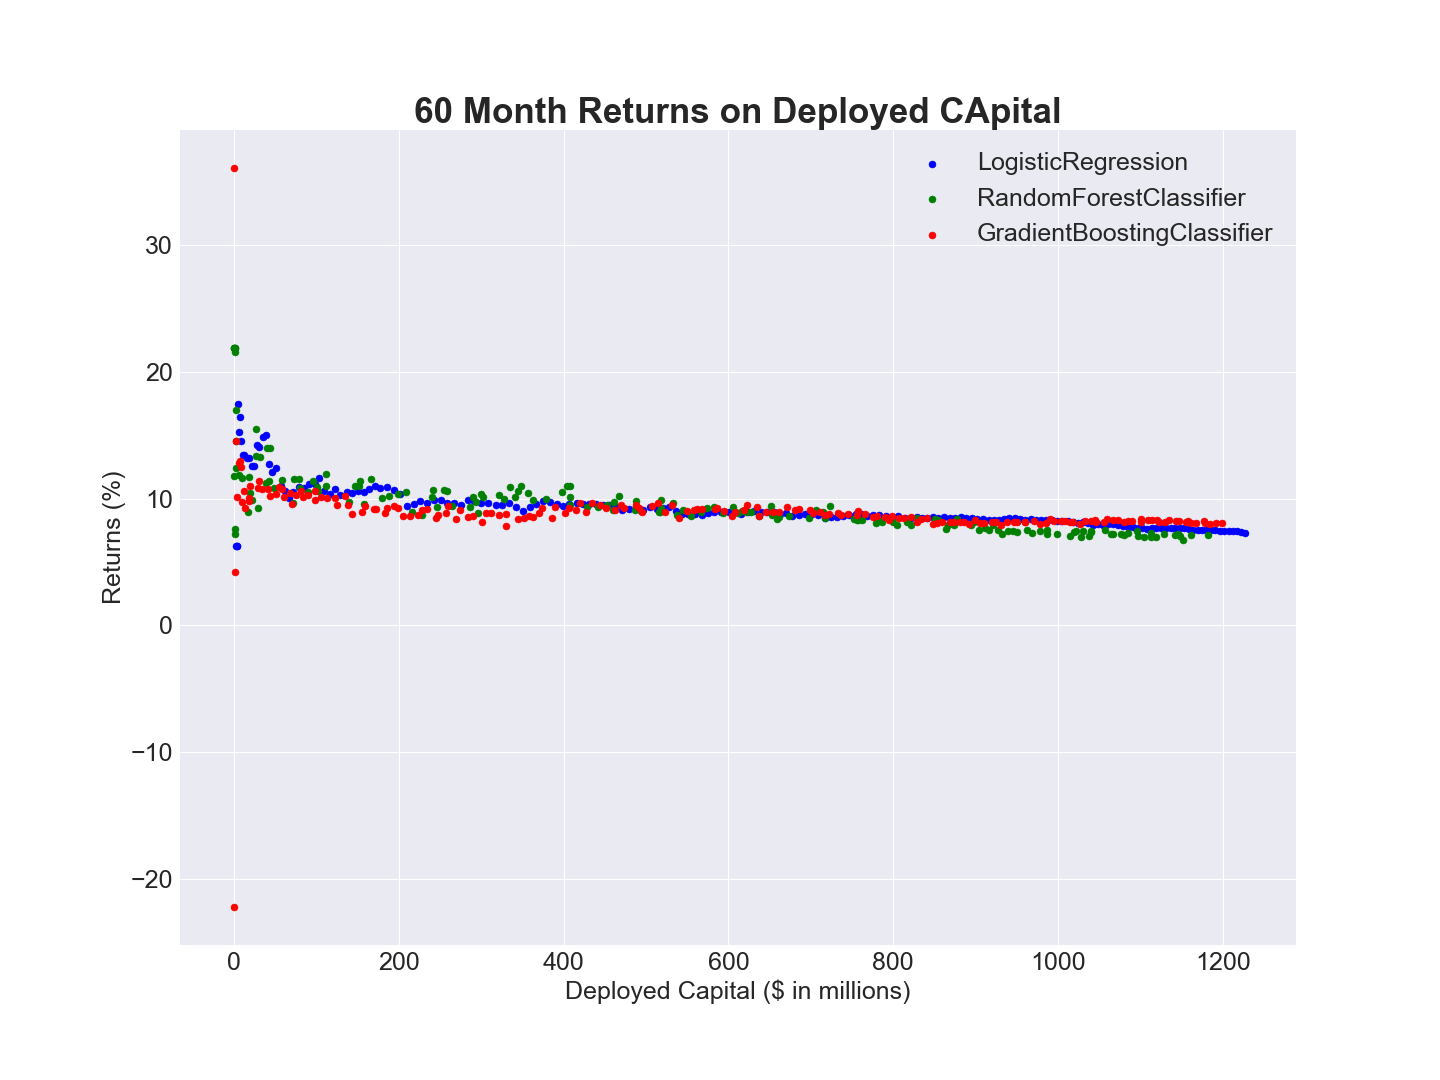 60 Month Returns on Deployed CApital
LogisticRegression
RandomForestClassifier
GradientBoostingClassifier
Returns (%)
30
20
10
0
−10
−20
0 200 400 600 800 1000 1200
Deployed Capital ($ in millions)